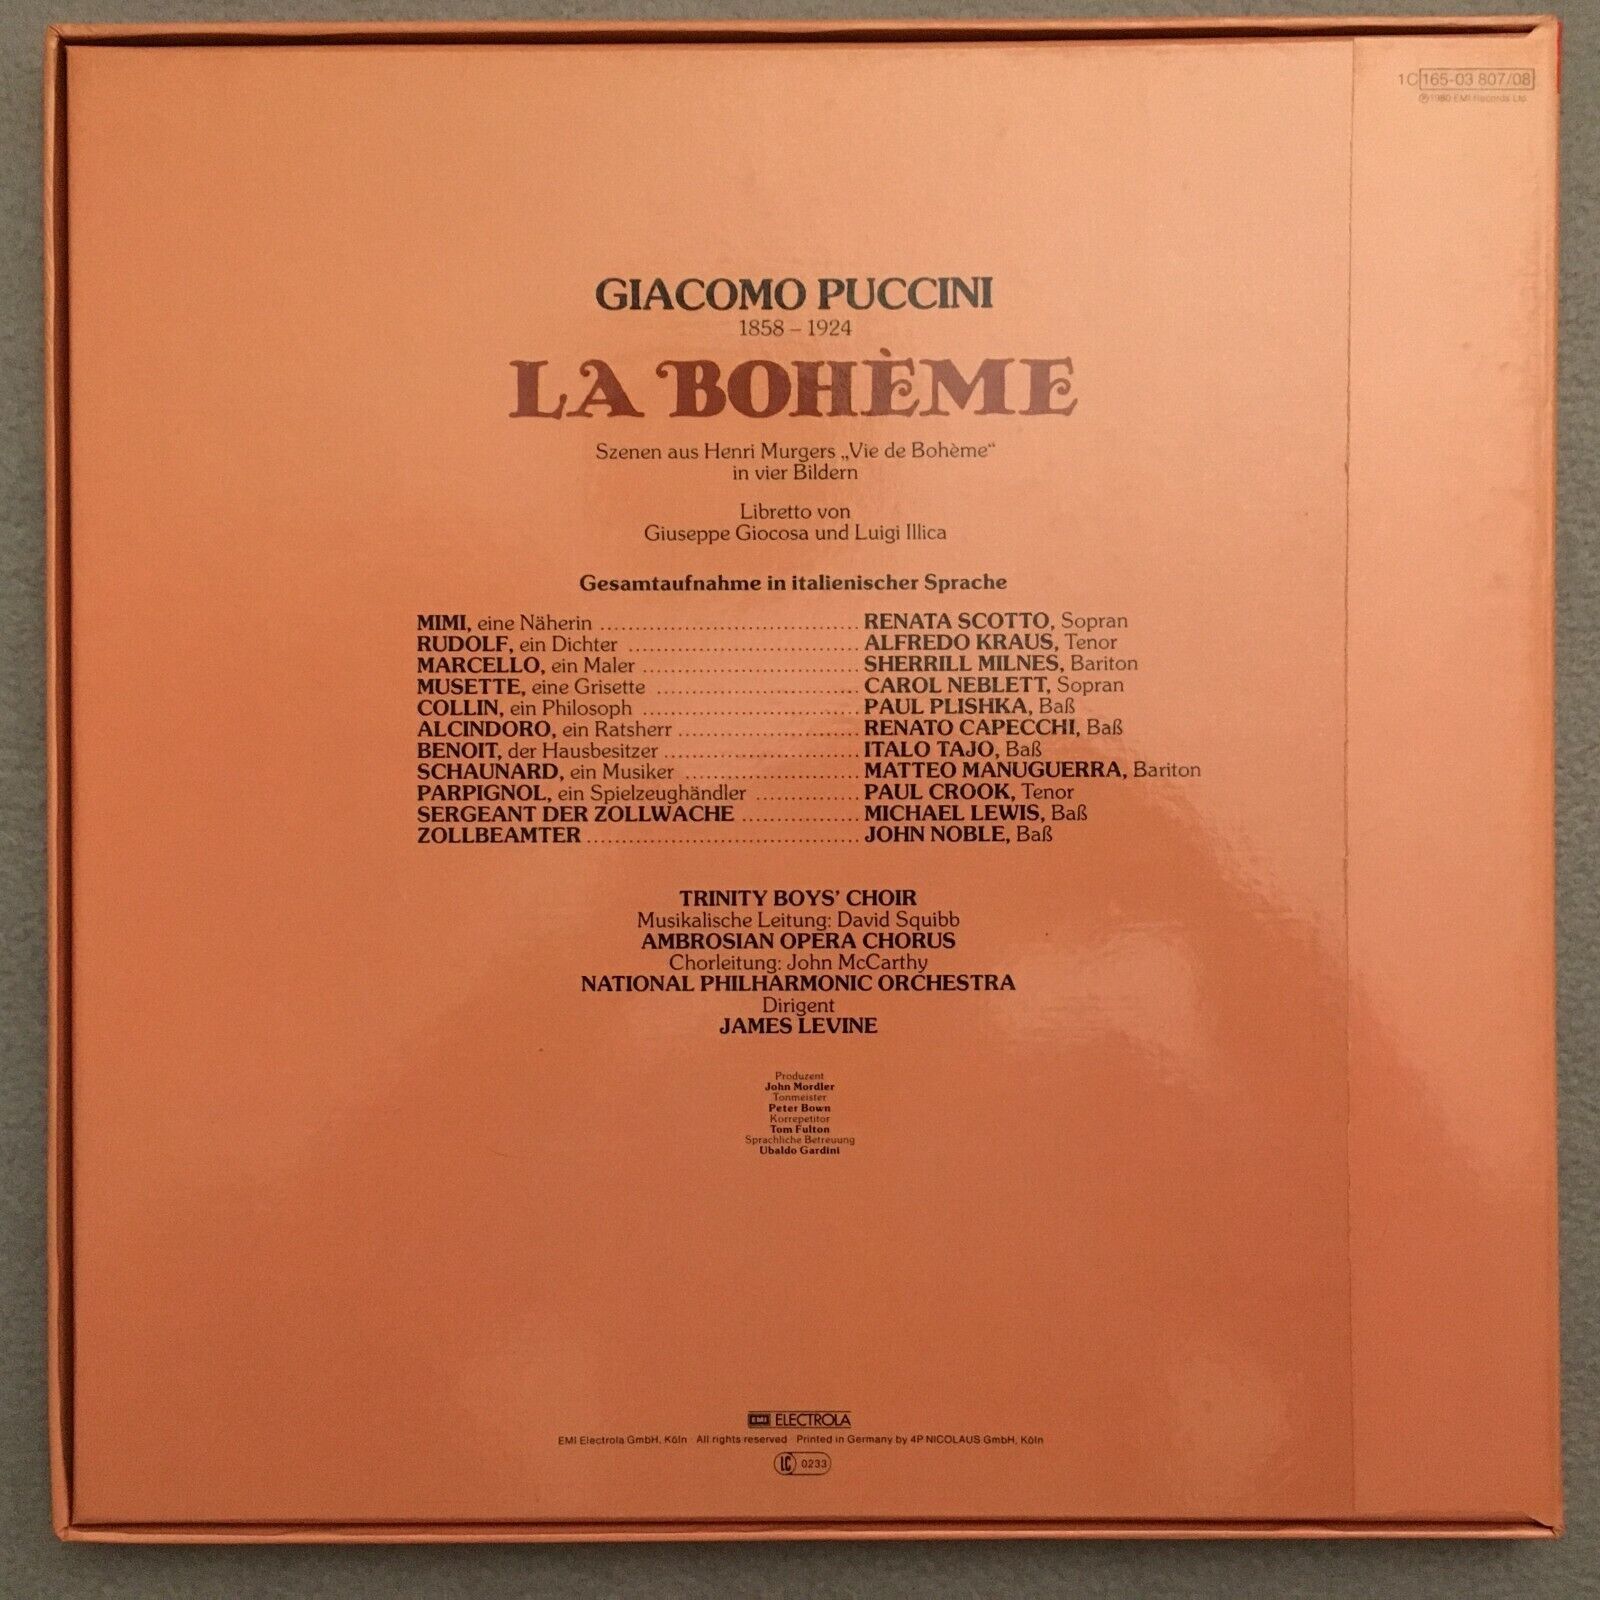 1C 165-03 807/08
℗1980 EMI Records Ltd.
GIACOMO PUCCINI
1858 – 1924
LA BOHÈME
Szenen aus Henri Murgers „Vie de Bohème“
in vier Bildern
Libretto von
Giuseppe Giocosa und Luigi Illica
Gesamtaufnahme in italienischer Sprache
MIMI, eine Näherin ..................................... RENATA SCOTTO, Sopran
RUDOLF, ein Dichter ................................. ALFREDO KRAUS, Tenor
MARCELLO, ein Maler ............................... SHERRILL MILNES, Bariton
MUSETTE, eine Grisette ............................. CAROL NEBLETT, Sopran
COLLIN, ein Philosoph ............................... PAUL PLISHKA, Baß
ALCINDORO, ein Ratsherr .......................... RENATO CAPECCHI, Baß
BENOIT, der Hausbesitzer ............................ ITALO TAJO, Baß
SCHAUNARD, ein Musiker ......................... MATTEO MANUGUERRA, Bariton
PARPIGNOL, ein Spielzeughändler ............... PAUL CROOK, Tenor
SERGEANT DER ZOLLWACHE ................. MICHAEL LEWIS, Baß
ZOLLBEAMTER ....................................... JOHN NOBLE, Baß
TRINITY BOYS’ CHOIR
Musikalische Leitung: David Squibb
AMBROSIAN OPERA CHORUS
Chorleitung: John McCarthy
NATIONAL PHILHARMONIC ORCHESTRA
Dirigent
JAMES LEVINE
Produzent
John Mordler
Tonmeister
Peter Bown
Korrepetitor
Tom Fulton
Sprachliche Betreuung
Ubaldo Gardini
EMI ELECTROLA
EMI Electrola GmbH, Köln · All rights reserved · Printed in Germany by 4P NICOLAUS GmbH, Köln
LC 0233